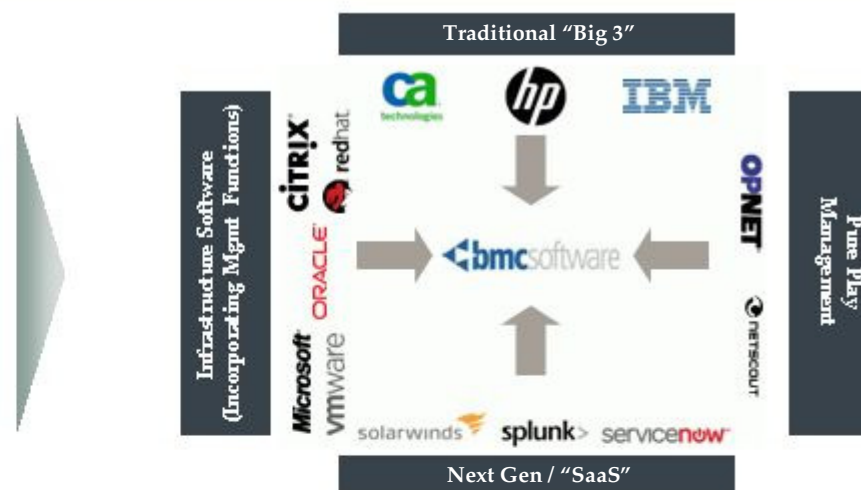 Traditional “Big 3”
ca
technologies
hp
IBM
Infrastructure Software
(Incorporating Mgmt Functions)
CITRIX
redhat
ORACLE
Microsoft
vmware
bmcsoftware
OPNET
NETSCOUT
Pure Play
Management
solarwinds
splunk>
servicenow
Next Gen / “SaaS”